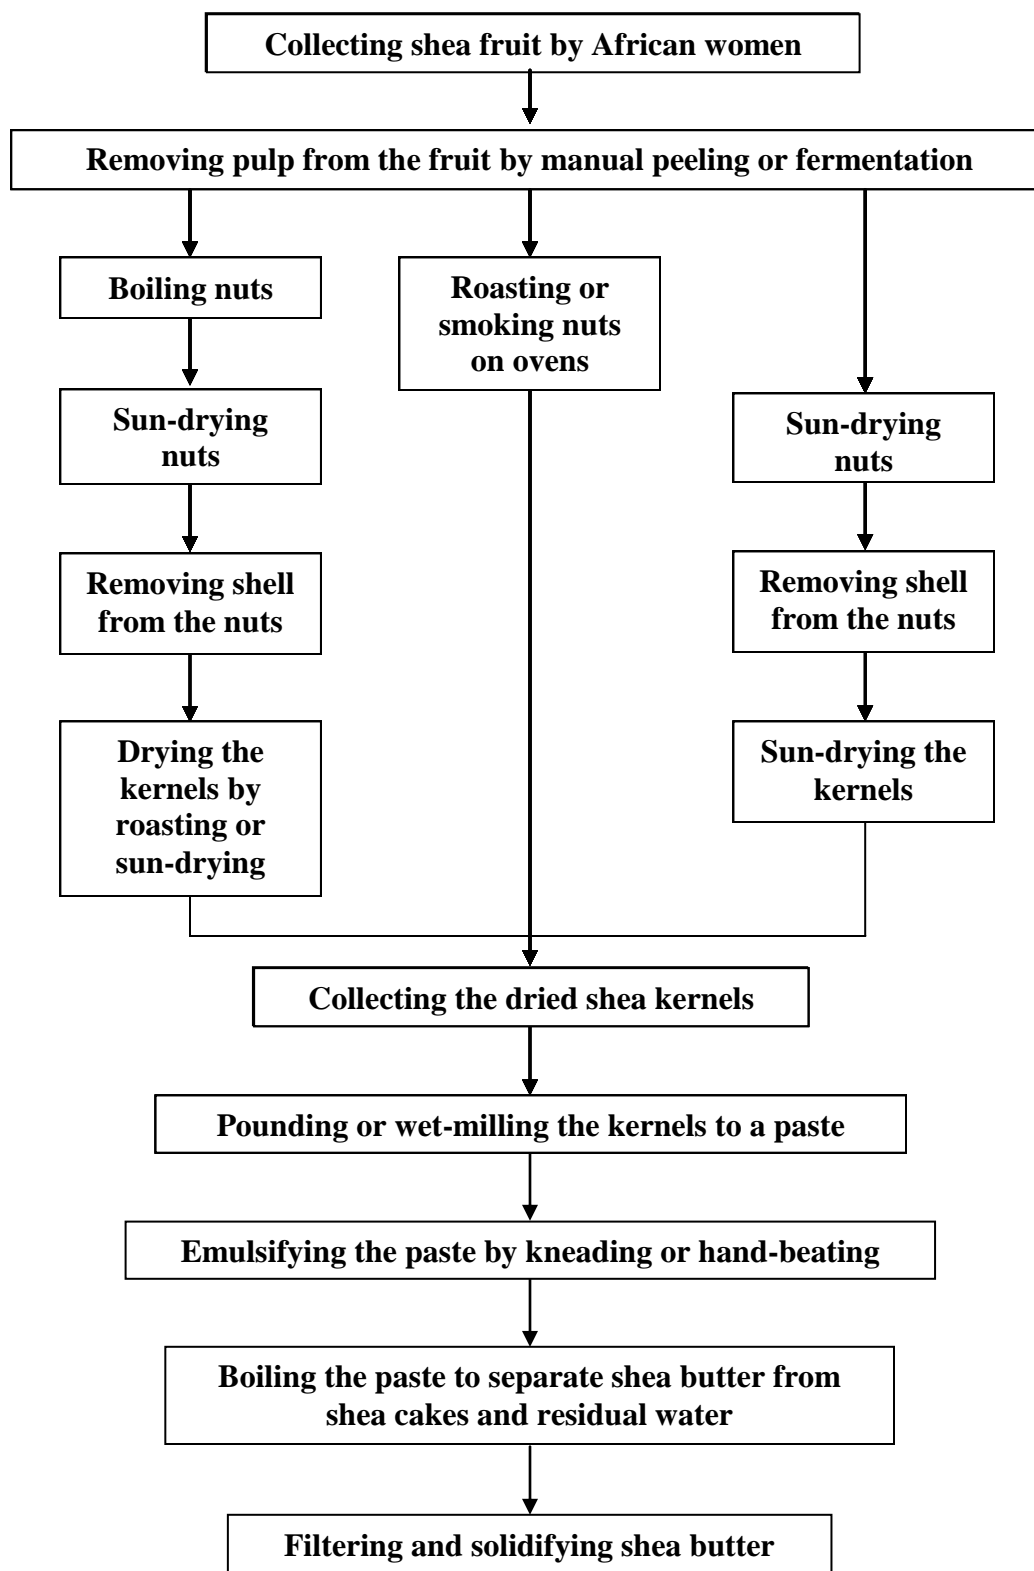 Collecting shea fruit by African women
Removing pulp from the fruit by manual peeling or fermentation
Boiling nuts
Sun-drying
nuts
Removing shell
from the nuts
Drying the
kernels by
roasting or
sun-drying
Roasting or
smoking nuts
on ovens
Sun-drying
nuts
Removing shell
from the nuts
Sun-drying the
kernels
Collecting the dried shea kernels
Pounding or wet-milling the kernels to a paste
Emulsifying the paste by kneading or hand-beating
Boiling the paste to separate shea butter from
shea cakes and residual water
Filtering and solidifying shea butter